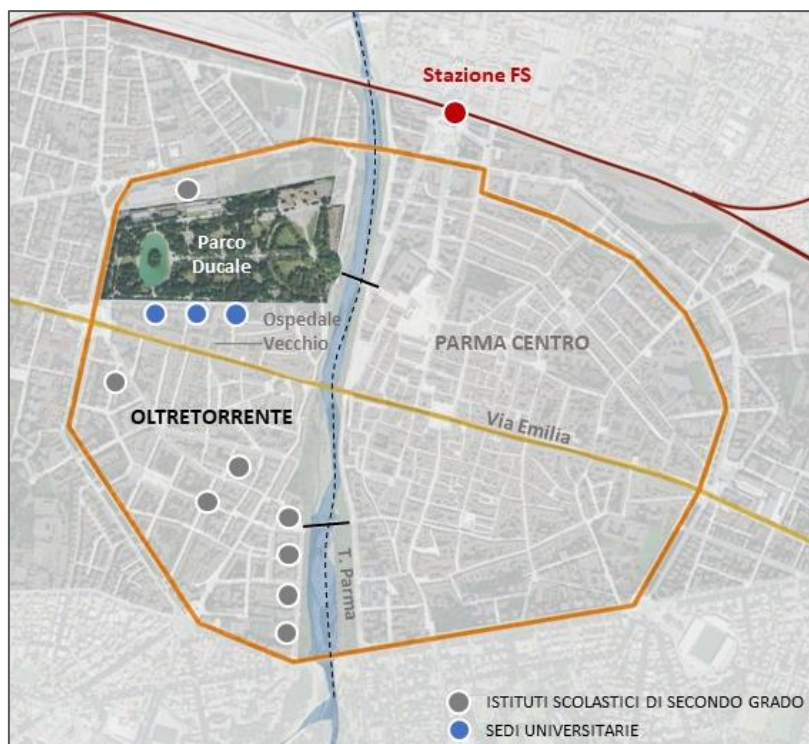 Stazione FS
Parco
Ducale
Ospedale
Vecchio
PARMA CENTRO
OLTRETORRENTE
Via Emilia
T. Parma
ISTITUTI SCOLASTICI DI SECONDO GRADO
SEDI UNIVERSITARIE